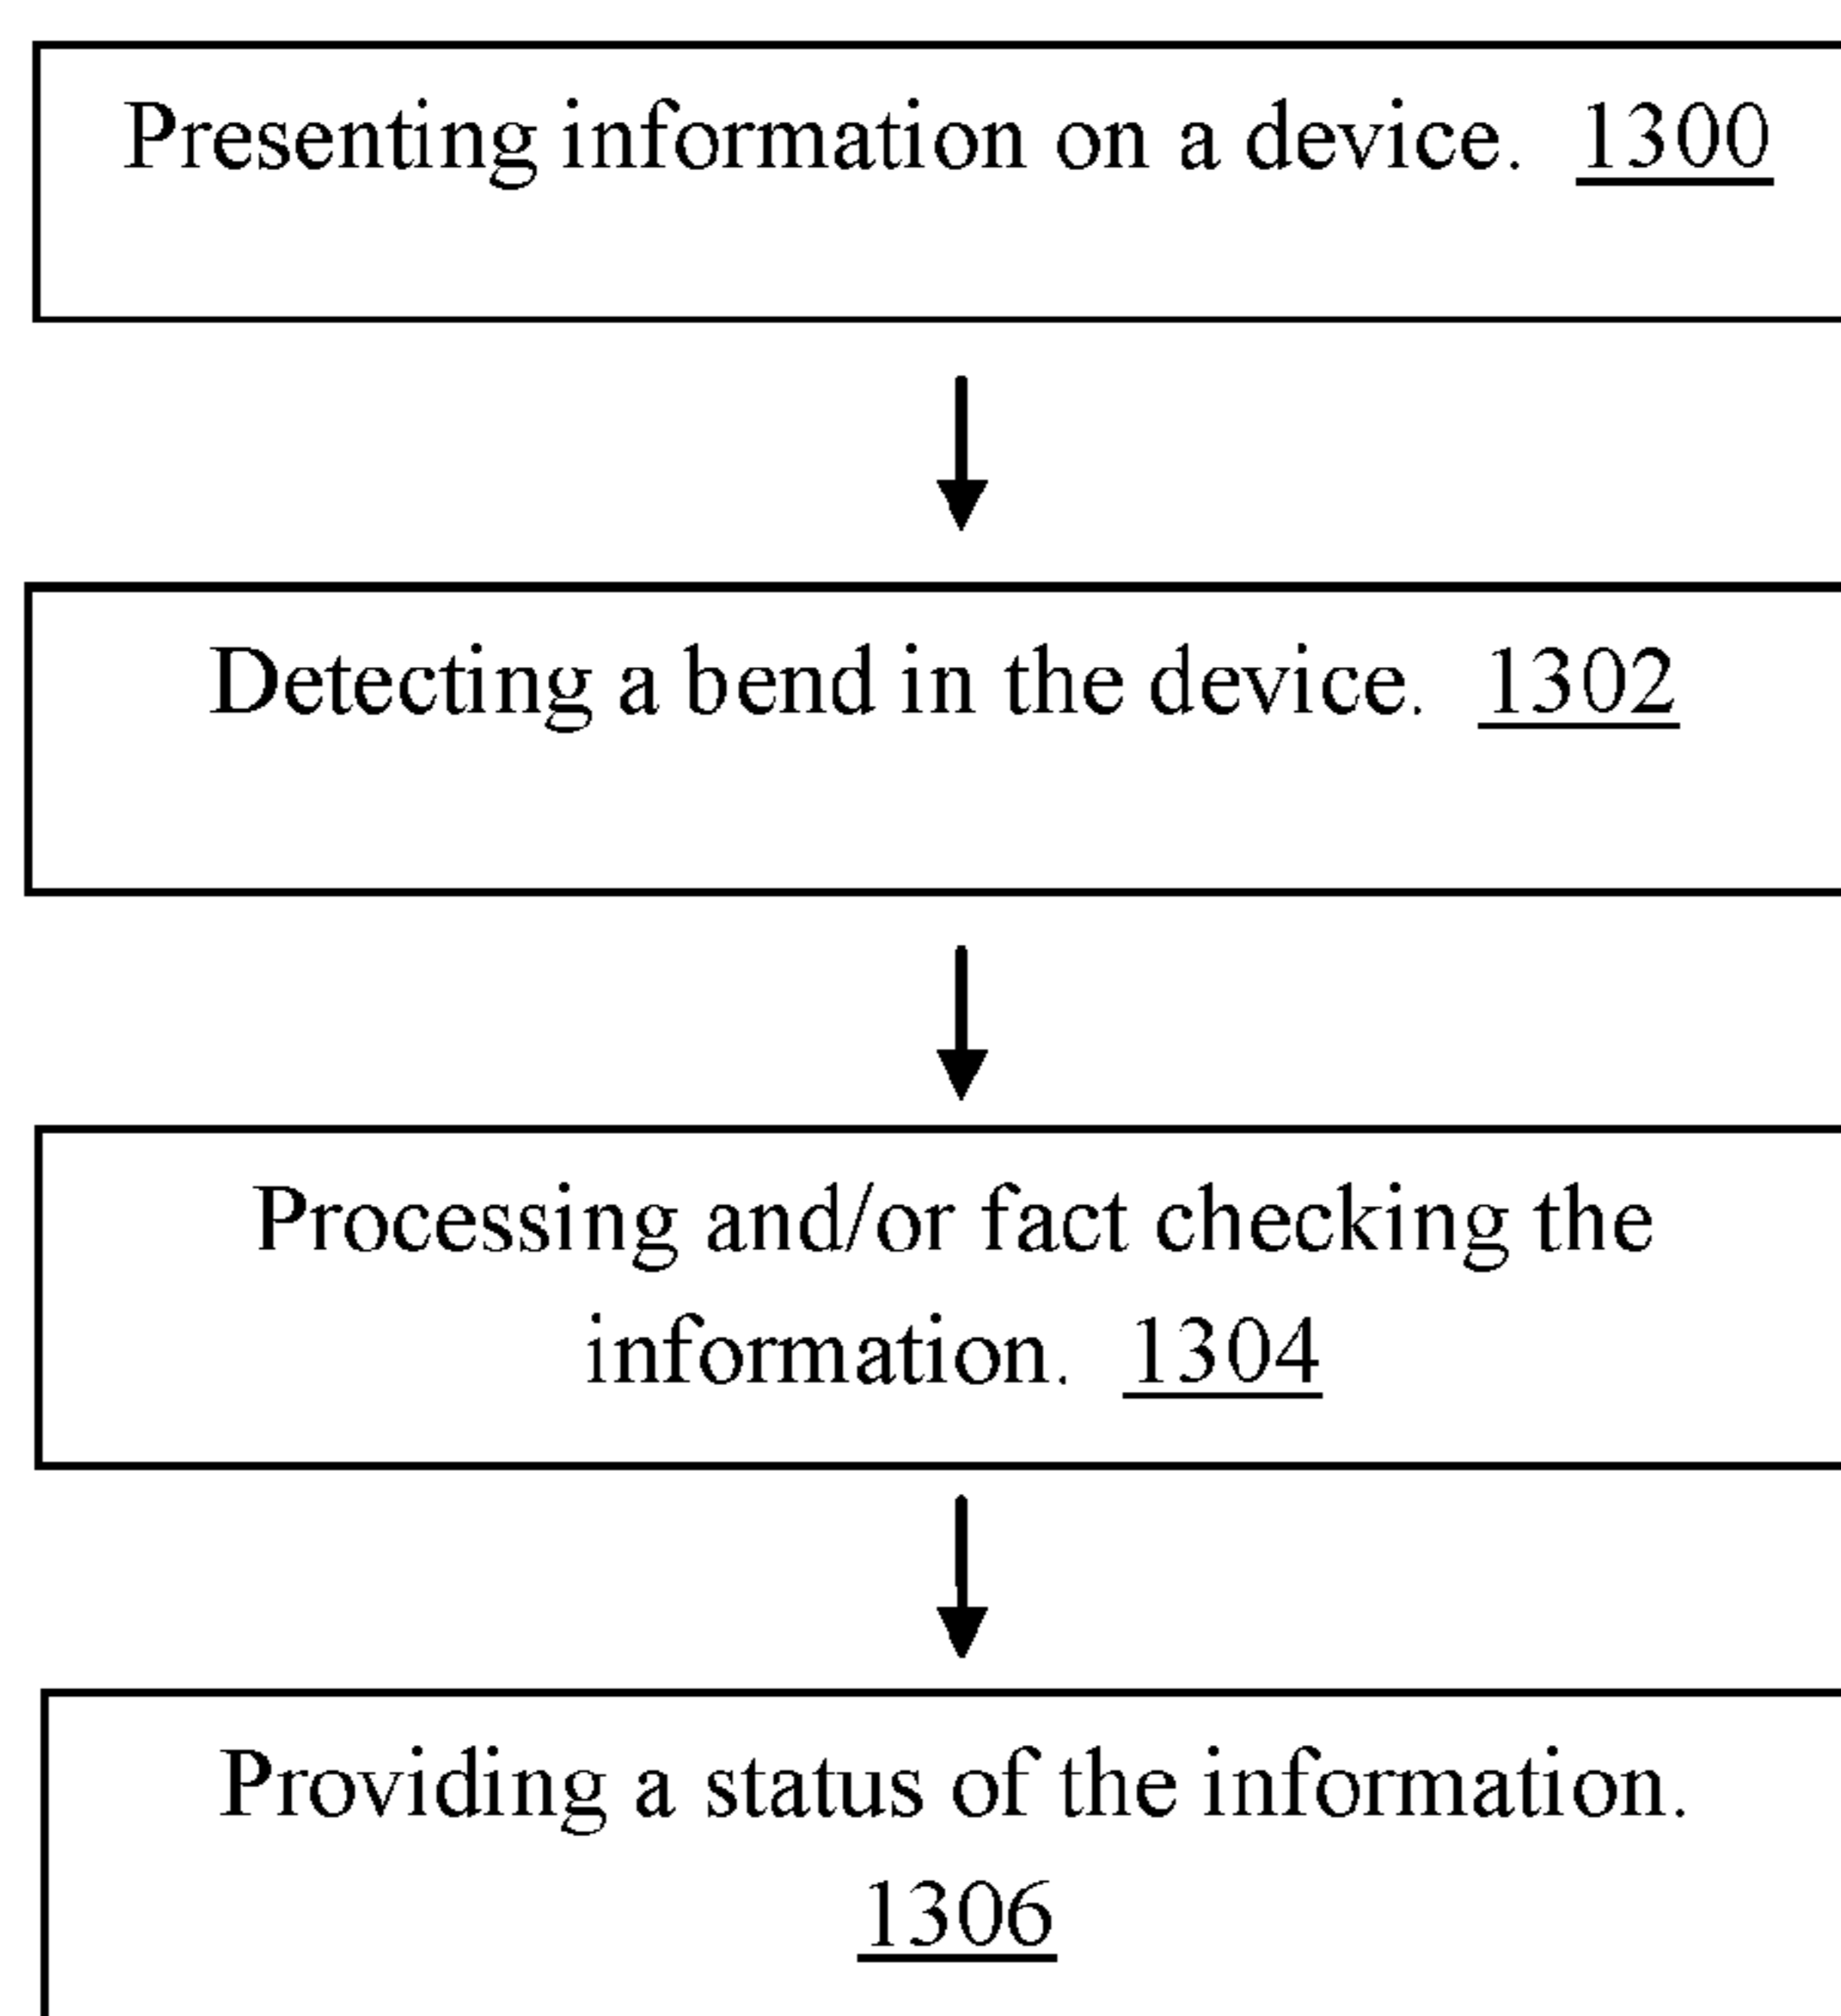 Presenting information on a device. 1300
Detecting a bend in the device. 1302
Processing and/or fact checking the
information. 1304
Providing a status of the information.
1306